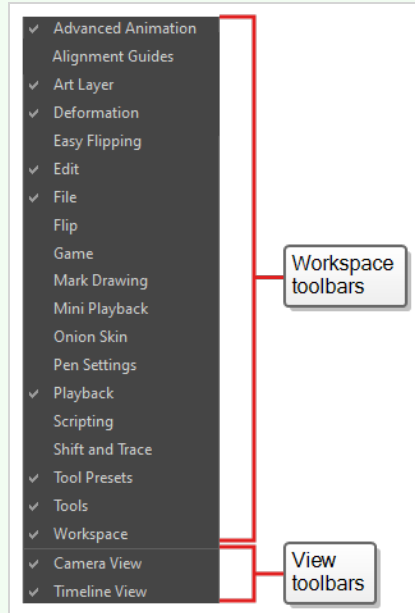 Advanced Animation
Alignment Guides
Art Layer
Deformation
Easy Flipping
Edit
File
Flip
Game
Mark Drawing
Mini Playback
Onion Skin
Pen Settings
Playback
Scripting
Shift and Trace
Tool Presets
Tools
Workspace
Camera View
Timeline View
Workspace
toolbars
View
toolbars